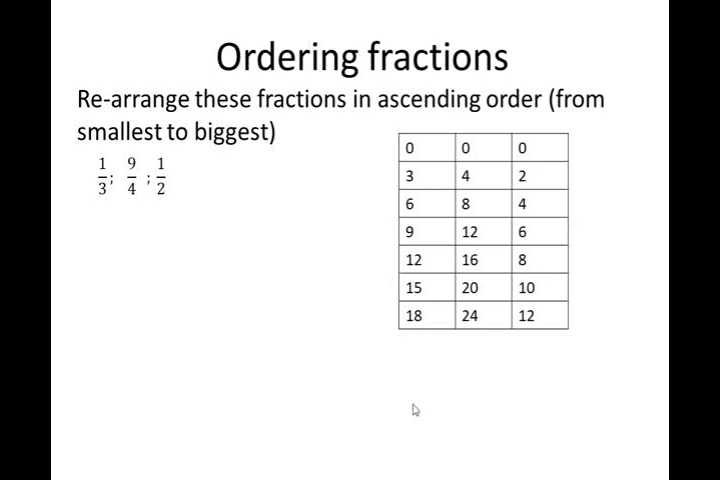 Ordering fractions
Re-arrange these fractions in ascending order (from
smallest to biggest)
1/3; 9/4 ; 1/2
0 0 0
3 4 2
6 8 4
9 12 6
12 16 8
15 20 10
18 24 12